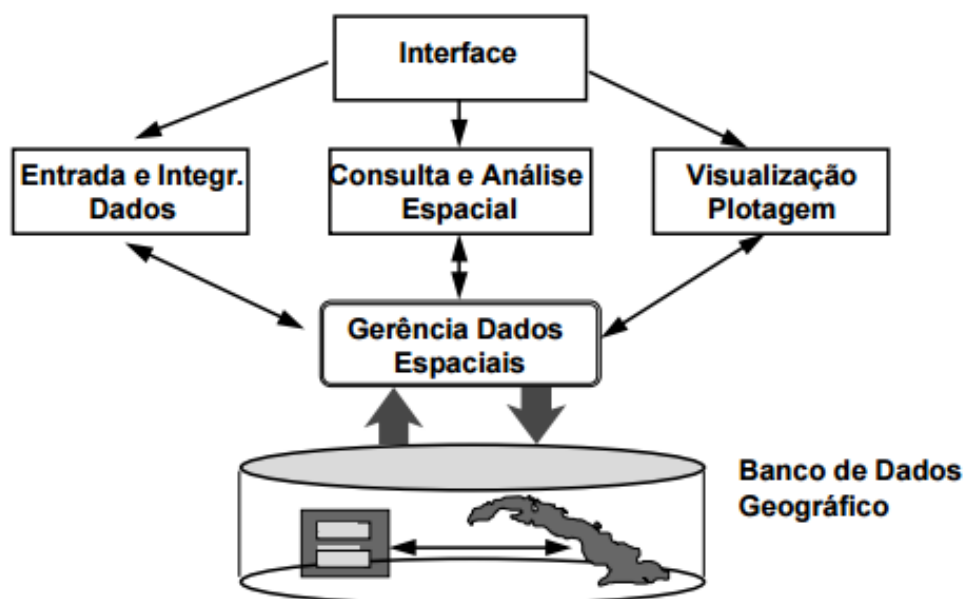 Interface
Entrada e Integr.
Dados
Consulta e Análise
Espacial
Visualização
Plotagem
Gerência Dados
Espaciais
Banco de Dados
Geográfico